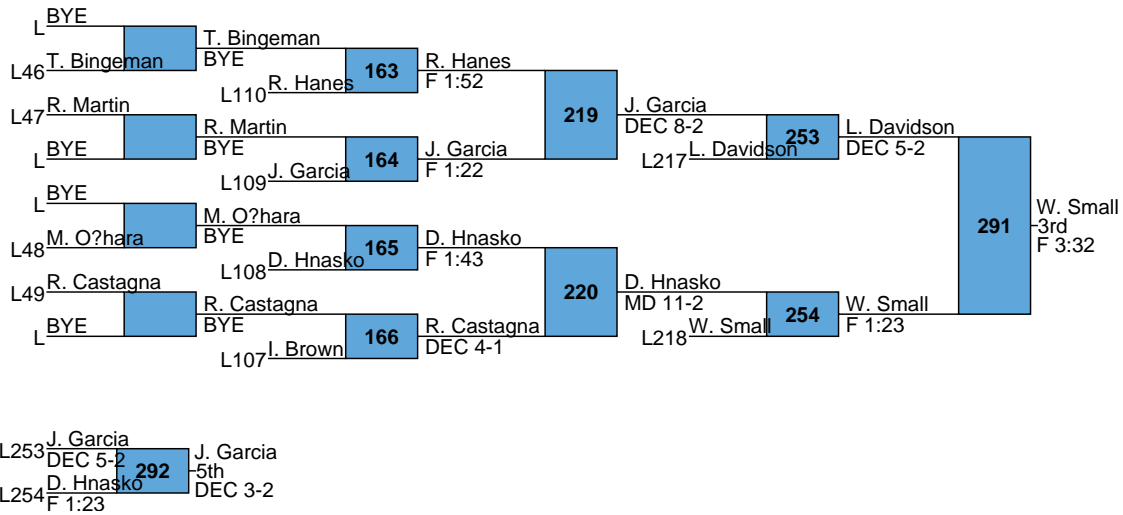 L BYE
L46 T. Bingeman
T. Bingeman
BYE
L47 R. Martin
L BYE
R. Martin
BYE
L BYE
L48 M. O?hara
M. O?hara
BYE
L49 R. Castagna
L BYE
R. Castagna
BYE
L110 R. Hanes
163
R. Hanes
F 1:52
L109 J. Garcia
164
J. Garcia
F 1:22
L108 D. Hnasko
165
D. Hnasko
F 1:43
L107 I. Brown
166
R. Castagna
DEC 4-1
219
J. Garcia
DEC 8-2
220
D. Hnasko
MD 11-2
L217 L. Davidson
253
L. Davidson
DEC 5-2
L218 W. Small
254
W. Small
F 1:23
291
W. Small
3rd
F 3:32
L253 J. Garcia
DEC 5-2
L254 D. Hnasko
F 1:23
292
J. Garcia
5th
DEC 3-2